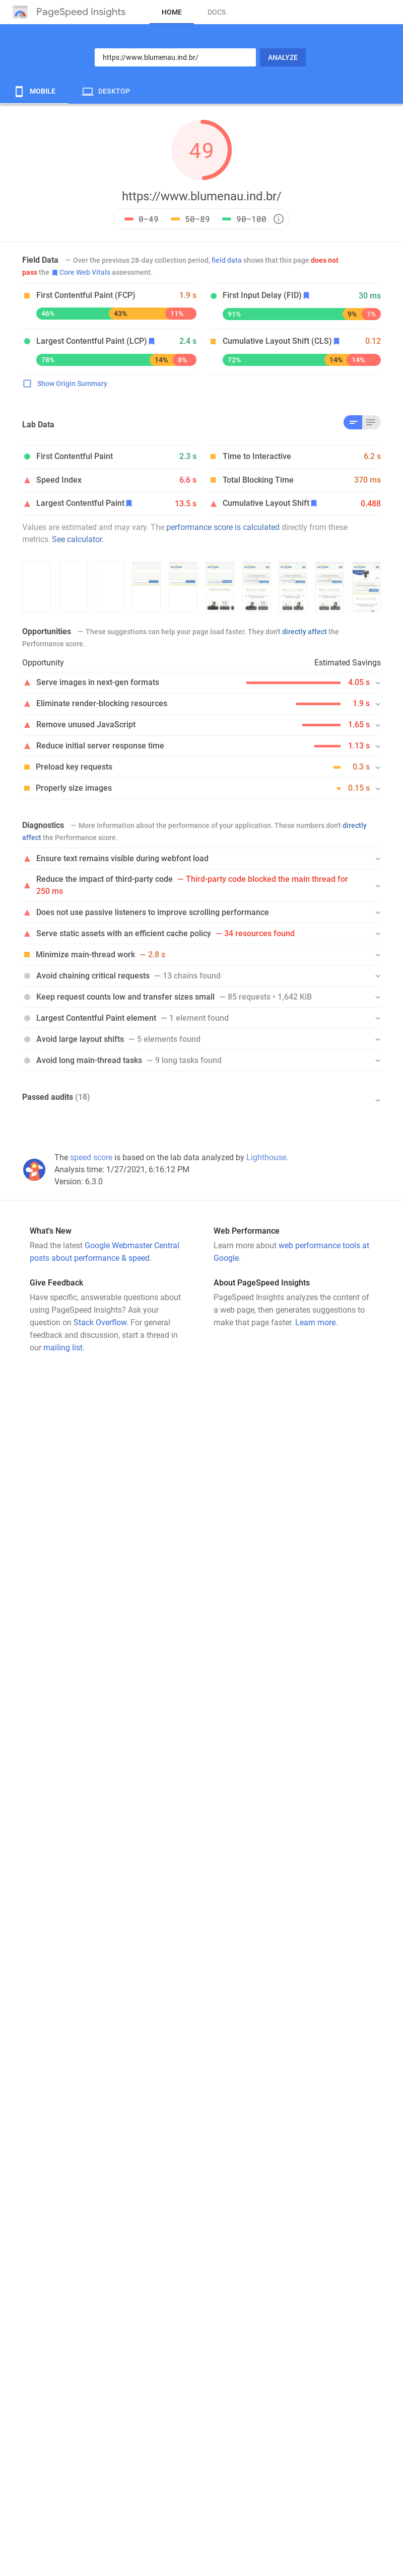 PageSpeed Insights
HOME
DOCS
https://www.blumenau.ind.br/
ANALYZE
MOBILE
DESKTOP
49
https://www.blumenau.ind.br/
0–49
50–89
90–100
Field Data — Over the previous 28-day collection period, field data shows that this page does not
pass the Core Web Vitals assessment.
First Contentful Paint (FCP) 1.9 s
46% 43% 11%
First Input Delay (FID) 30 ms
91% 9% 1%
Largest Contentful Paint (LCP) 2.4 s
78% 14% 8%
Cumulative Layout Shift (CLS) 0.12
72% 14% 14%
Show Origin Summary
Lab Data
First Contentful Paint 2.3 s
Time to Interactive 6.2 s
Speed Index 6.6 s
Total Blocking Time 370 ms
Largest Contentful Paint 13.5 s
Cumulative Layout Shift 0.488
Values are estimated and may vary. The performance score is calculated directly from these
metrics. See calculator.
Opportunities — These suggestions can help your page load faster. They don't directly affect the
Performance score.
Opportunity Estimated Savings
Serve images in next-gen formats 4.05 s
Eliminate render-blocking resources 1.9 s
Remove unused JavaScript 1.65 s
Reduce initial server response time 1.13 s
Preload key requests 0.3 s
Properly size images 0.15 s
Diagnostics — More information about the performance of your application. These numbers don't directly
affect the Performance score.
Ensure text remains visible during webfont load
Reduce the impact of third-party code — Third-party code blocked the main thread for
250 ms
Does not use passive listeners to improve scrolling performance
Serve static assets with an efficient cache policy — 34 resources found
Minimize main-thread work — 2.8 s
Avoid chaining critical requests — 13 chains found
Keep request counts low and transfer sizes small — 85 requests • 1,642 KiB
Largest Contentful Paint element — 1 element found
Avoid large layout shifts — 5 elements found
Avoid long main-thread tasks — 9 long tasks found
Passed audits (18)
The speed score is based on the lab data analyzed by Lighthouse.
Analysis time: 1/27/2021, 6:16:12 PM
Version: 6.3.0
What's New
Read the latest Google Webmaster Central
posts about performance & speed.
Web Performance
Learn more about web performance tools at
Google.
Give Feedback
Have specific, answerable questions about
using PageSpeed Insights? Ask your
question on Stack Overflow. For general
feedback and discussion, start a thread in
our mailing list.
About PageSpeed Insights
PageSpeed Insights analyzes the content of
a web page, then generates suggestions to
make that page faster. Learn more.